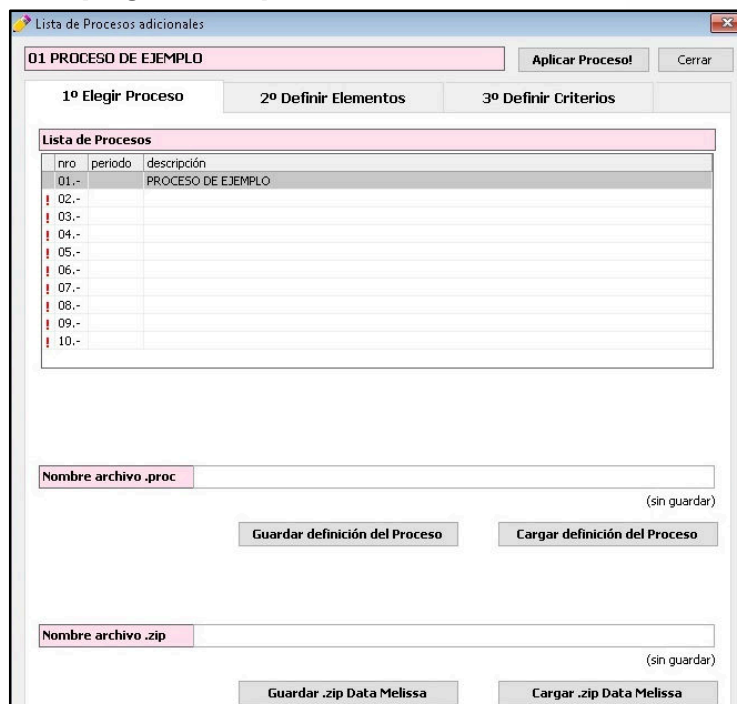 Lista de Procesos adicionales
01 PROCESO DE EJEMPLO Aplicar Proceso! Cerrar
1º Elegir Proceso 2º Definir Elementos 3º Definir Criterios
Lista de Procesos
nro periodo descripción
01.- PROCESO DE EJEMPLO
! 02.-
! 03.-
! 04.-
! 05.-
! 06.-
! 07.-
! 08.-
! 09.-
! 10.-
Nombre archivo .proc
(sin guardar)
Guardar definición del Proceso Cargar definición del Proceso
Nombre archivo .zip
(sin guardar)
Guardar .zip Data Melissa Cargar .zip Data Melissa